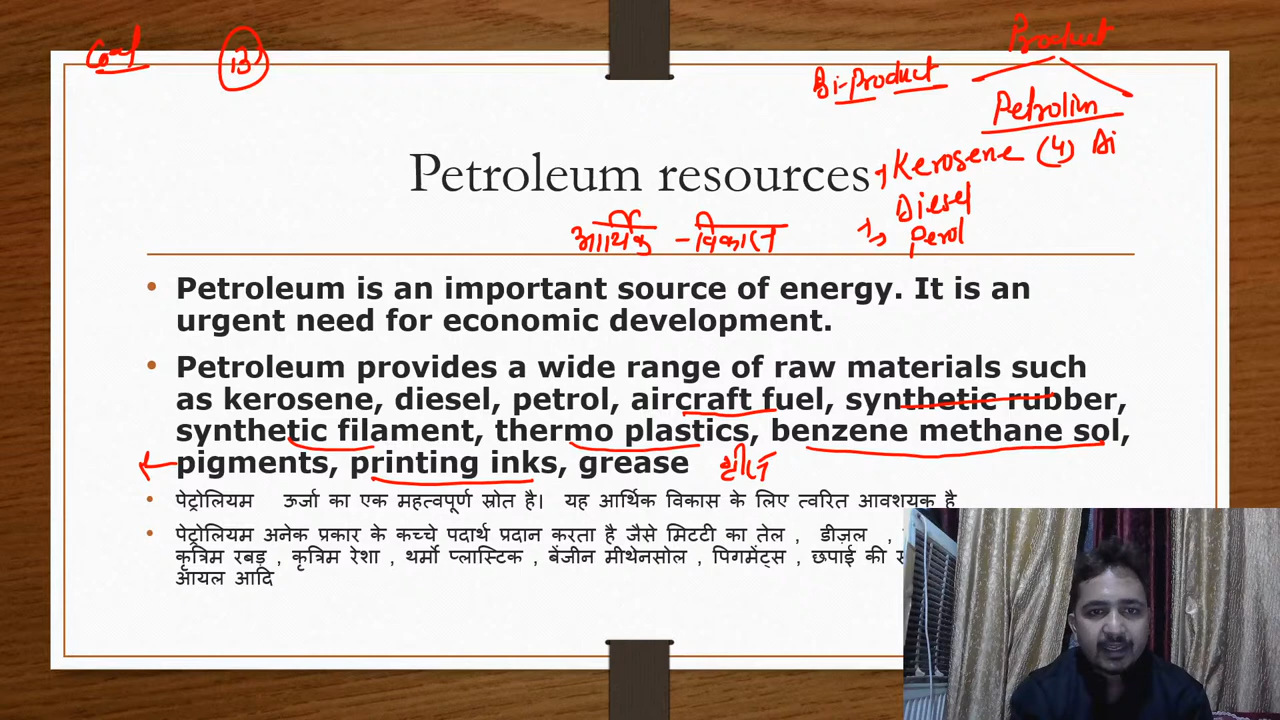 Coal
B
Product
Bi-Product
Petrolim
Kerosene (4) Bi
Petroleum resources
Diesel
Perol
आर्थिक - विकास
• Petroleum is an important source of energy. It is an
urgent need for economic development.
• Petroleum provides a wide range of raw materials such
as kerosene, diesel, petrol, aircraft fuel, synthetic rubber,
synthetic filament, thermo plastics, benzene methane sol,
pigments, printing inks, grease ग्रीस
• पेट्रोलियम ऊर्जा का एक महत्वपूर्ण स्रोत है। यह आर्थिक विकास के लिए त्वरित आवशयक है
• पेट्रोलियम अनेक प्रकार के कच्चे पदार्थ प्रदान करता है जैसे मिटटी का तेल , डीज़ल ,
कृत्रिम रबड़ , कृत्रिम रेशा , थर्मो प्लास्टिक , बेंजीन मीथेनसोल , पिगमेंट्स , छपाई की
आयल आदि